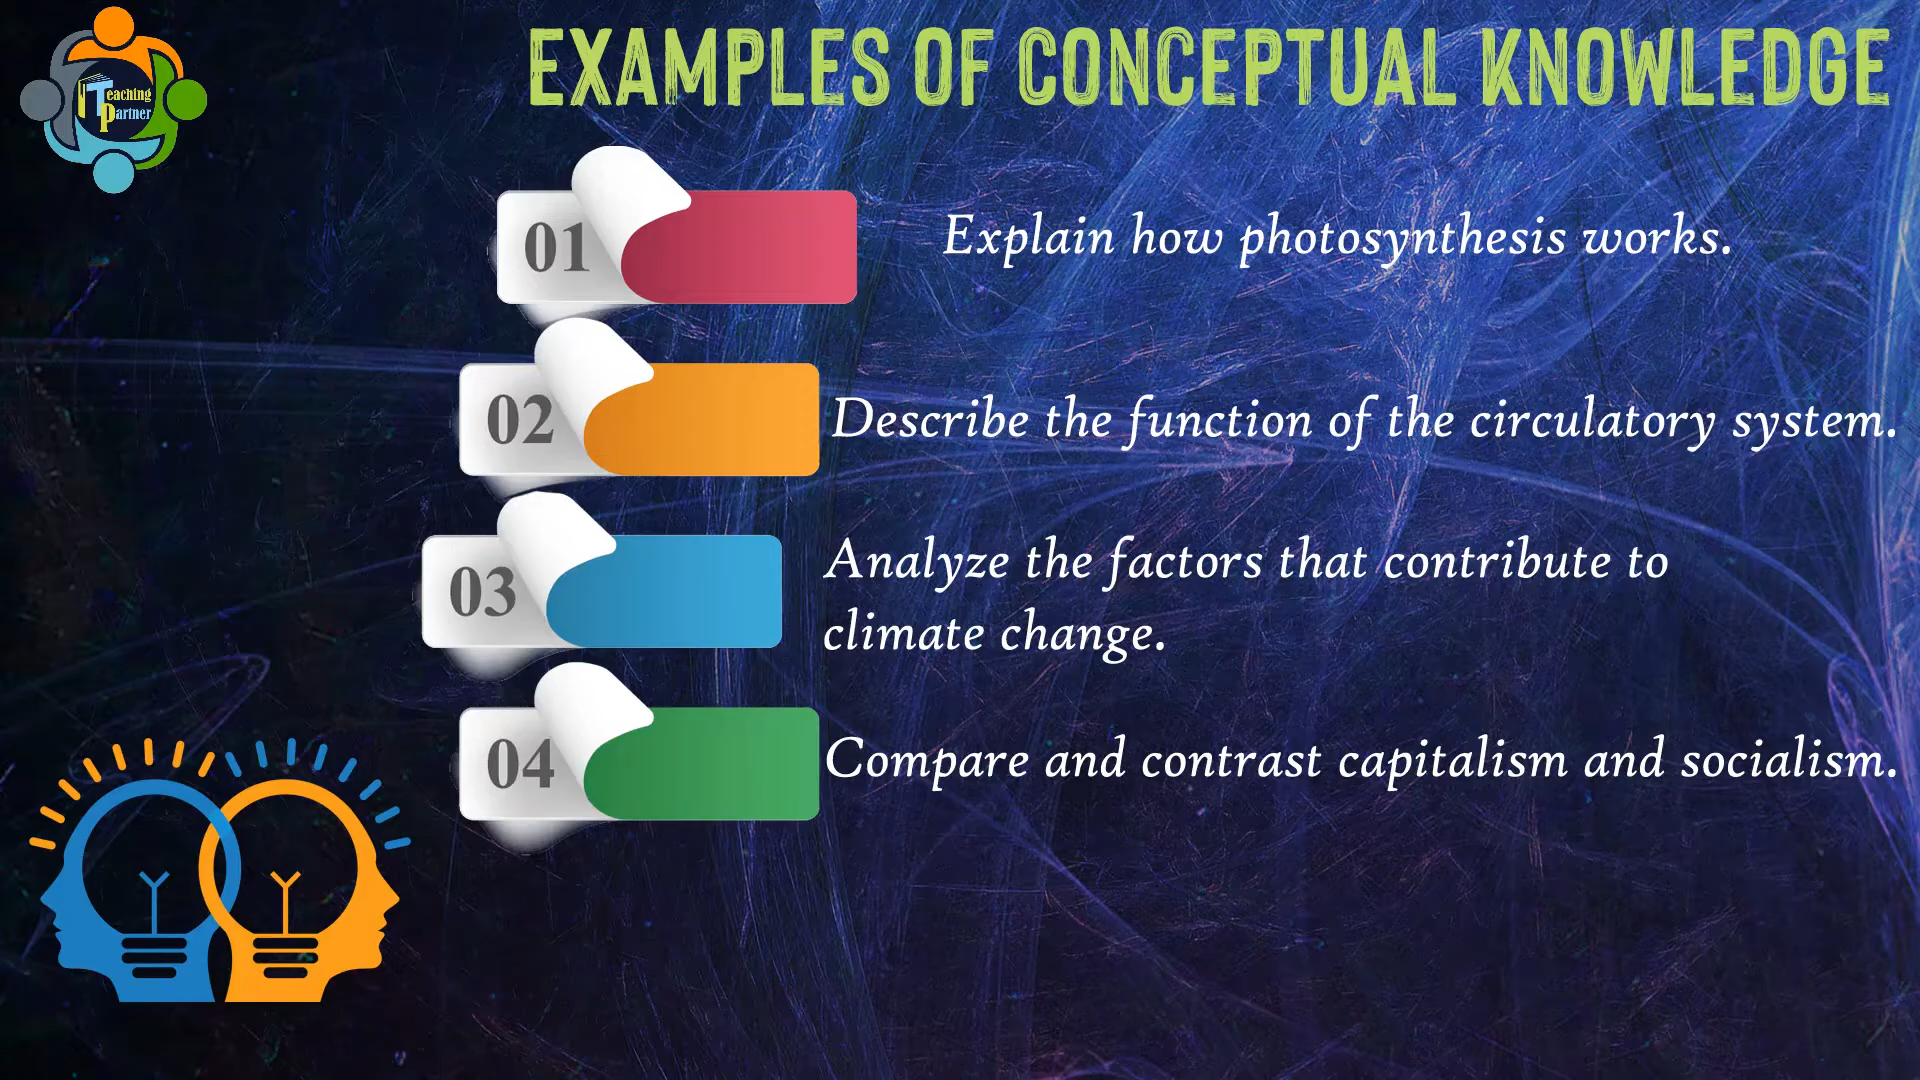 Teaching
Partner
EXAMPLES OF CONCEPTUAL KNOWLEDGE
01
Explain how photosynthesis works.
02
Describe the function of the circulatory system.
03
Analyze the factors that contribute to
climate change.
04
Compare and contrast capitalism and socialism.